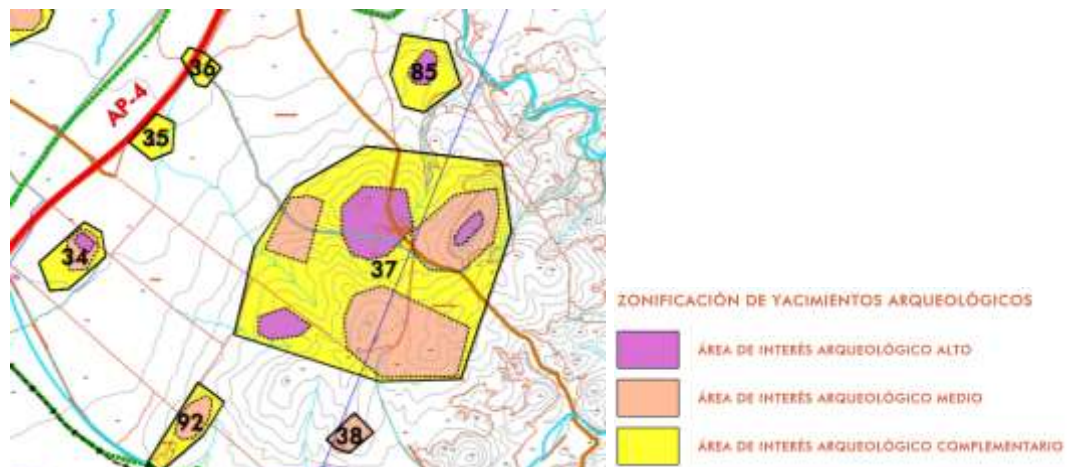 36
85
AP-4
35
34
37
92
38
ZONIFICACIÓN DE YACIMIENTOS ARQUEOLÓGICOS
ÁREA DE INTERÉS ARQUEOLÓGICO ALTO
ÁREA DE INTERÉS ARQUEOLÓGICO MEDIO
ÁREA DE INTERÉS ARQUEOLÓGICO COMPLEMENTARIO